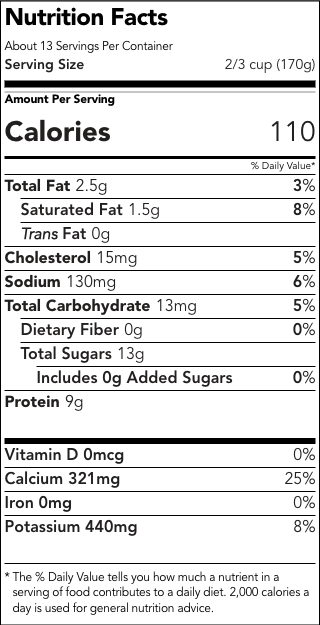 Nutrition Facts
About 13 Servings Per Container
Serving Size 2/3 cup (170g)
Amount Per Serving
Calories 110
% Daily Value*
Total Fat 2.5g 3%
Saturated Fat 1.5g 8%
Trans Fat 0g
Cholesterol 15mg 5%
Sodium 130mg 6%
Total Carbohydrate 13mg 5%
Dietary Fiber 0g 0%
Total Sugars 13g
Includes 0g Added Sugars 0%
Protein 9g
Vitamin D 0mcg 0%
Calcium 321mg 25%
Iron 0mg 0%
Potassium 440mg 8%
* The % Daily Value tells you how much a nutrient in a
serving of food contributes to a daily diet. 2,000 calories a
day is used for general nutrition advice.